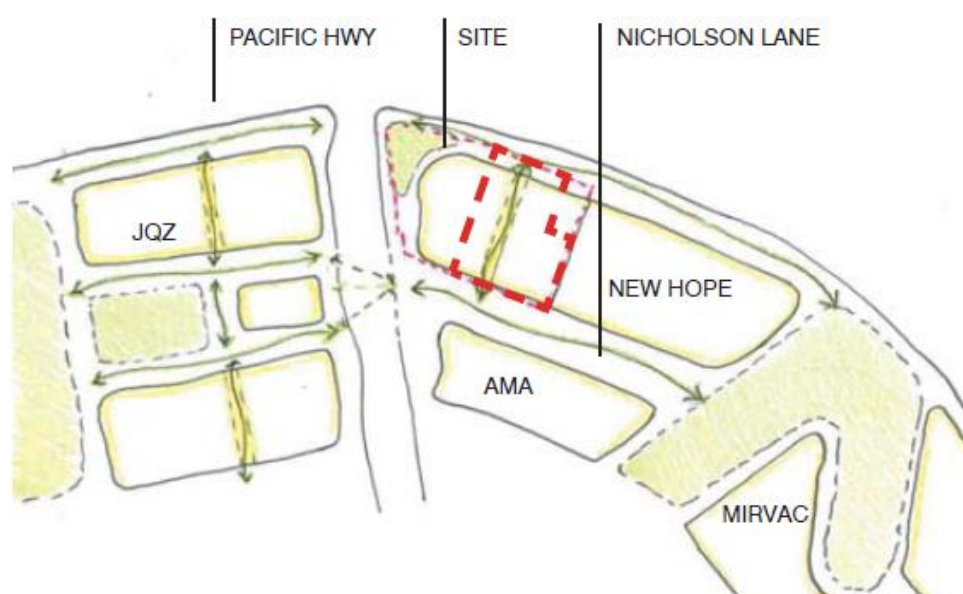 PACIFIC HWY
SITE
NICHOLSON LANE
JQZ
NEW HOPE
AMA
MIRVAC